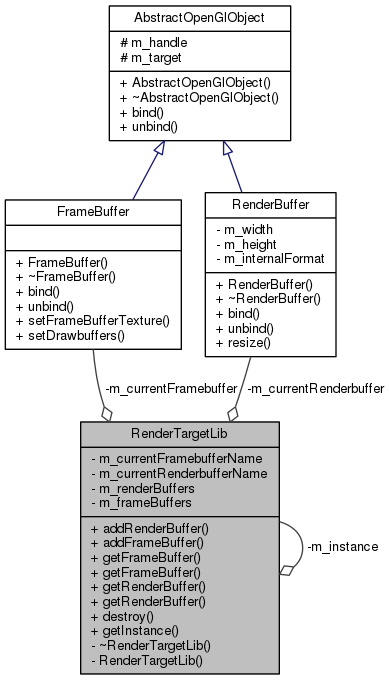 AbstractOpenGlObject
# m_handle
# m_target
+ AbstractOpenGlObject()
+ ~AbstractOpenGlObject()
+ bind()
+ unbind()
FrameBuffer
+ FrameBuffer()
+ ~FrameBuffer()
+ bind()
+ unbind()
+ setFrameBufferTexture()
+ setDrawbuffers()
RenderBuffer
- m_width
- m_height
- m_internalFormat
+ RenderBuffer()
+ ~RenderBuffer()
+ bind()
+ unbind()
+ resize()
-m_currentFramebuffer
-m_currentRenderbuffer
RenderTargetLib
- m_currentFramebufferName
- m_currentRenderbufferName
- m_renderBuffers
- m_frameBuffers
+ addRenderBuffer()
+ addFrameBuffer()
+ getFrameBuffer()
+ getFrameBuffer()
+ getRenderBuffer()
+ getRenderBuffer()
+ destroy()
+ getInstance()
- ~RenderTargetLib()
- RenderTargetLib()
-m_instance